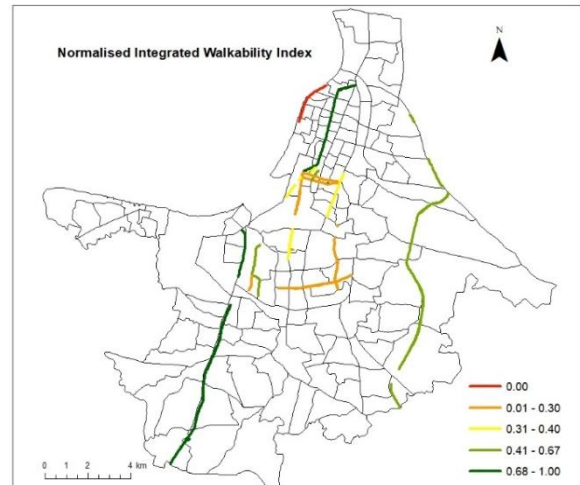 Normalised Integrated Walkability Index
N
0.00
0.01 - 0.30
0.31 - 0.40
0.41 - 0.67
0.68 - 1.00
0 1 2 4 km